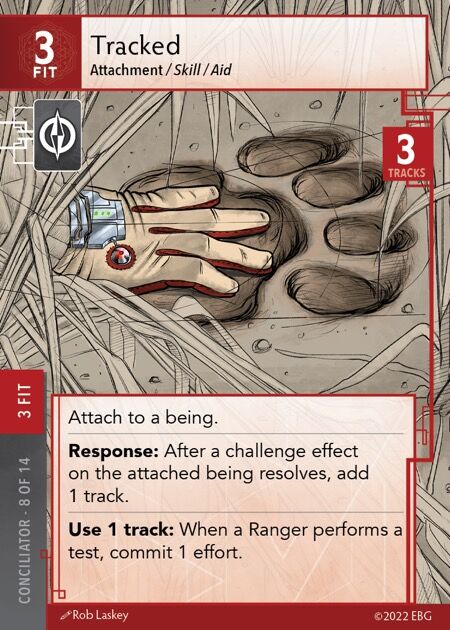 3
FIT
Tracked
Attachment / Skill / Aid
3
TRACKS
3 FIT
CONCILIATOR - 8 OF 14
Attach to a being.
Response: After a challenge effect
on the attached being resolves, add
1 track.
Use 1 track: When a Ranger performs a
test, commit 1 effort.
Rob Laskey
©2022 EBG